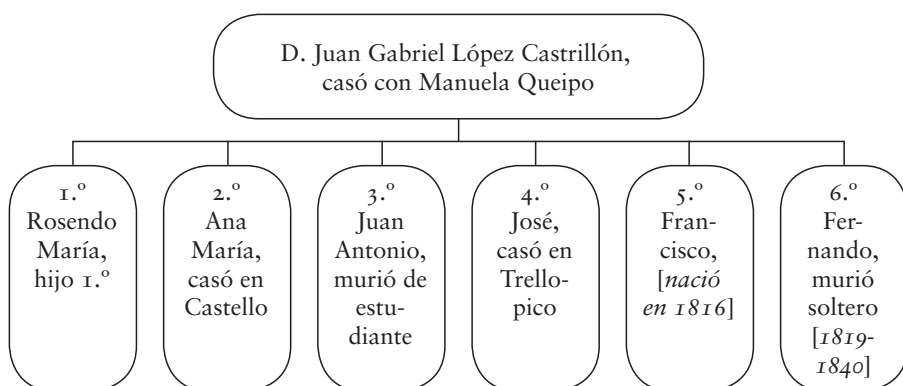 D. Juan Gabriel López Castrillón,
casó con Manuela Queipo
1.º
Rosendo
María,
hijo 1.º
2.º
Ana
María,
casó en
Castello
3.º
Juan
Antonio,
murió de
estu-
diante
4.º
José,
casó en
Trello-
pico
5.º
Fran-
cisco,
[nació
en 1816]
6.º
Fer-
nando,
murió
soltero
[1819-
1840]